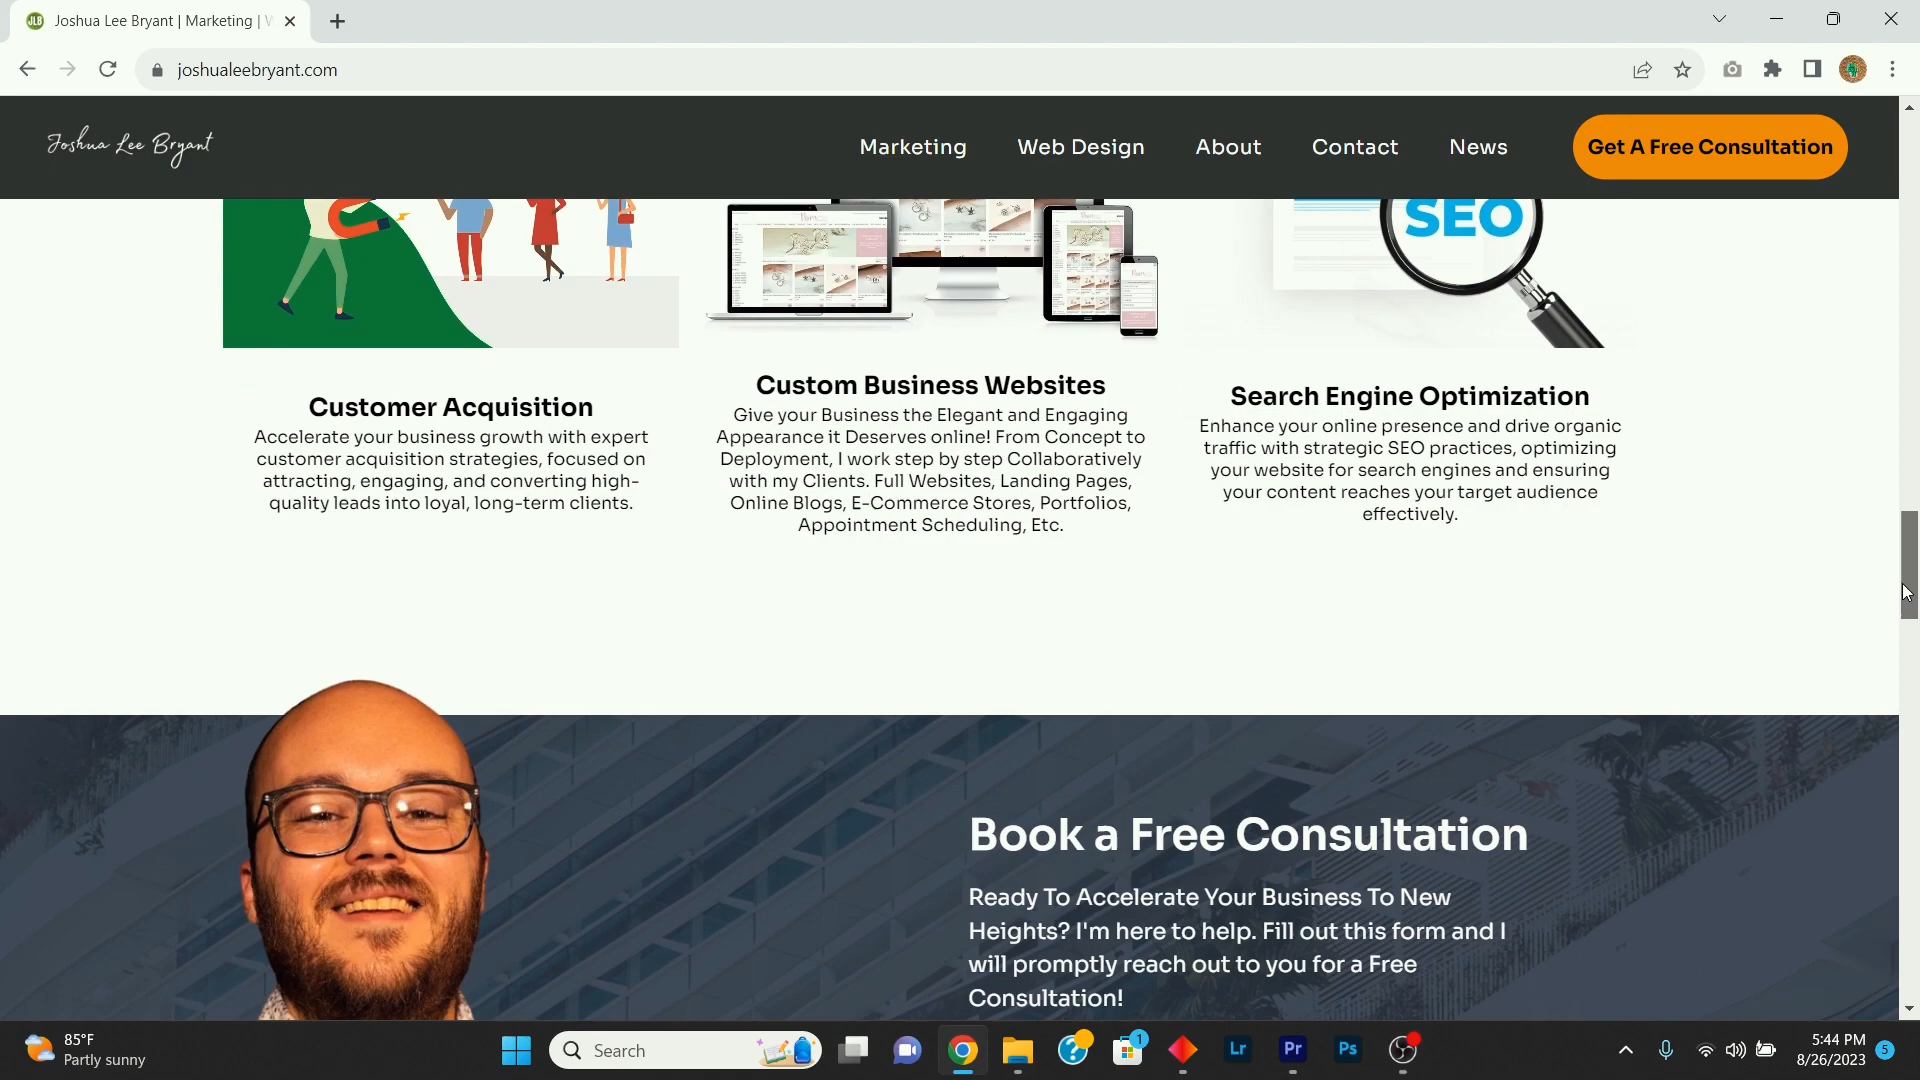 JLB Joshua Lee Bryant | Marketing | W
joshualeebryant.com
Joshua Lee Bryant
Marketing Web Design About Contact News Get A Free Consultation
SEO
Customer Acquisition
Accelerate your business growth with expert
customer acquisition strategies, focused on
attracting, engaging, and converting high-
quality leads into loyal, long-term clients.
Custom Business Websites
Give your Business the Elegant and Engaging
Appearance it Deserves online! From Concept to
Deployment, I work step by step Collaboratively
with my Clients. Full Websites, Landing Pages,
Online Blogs, E-Commerce Stores, Portfolios,
Appointment Scheduling, Etc.
Search Engine Optimization
Enhance your online presence and drive organic
traffic with strategic SEO practices, optimizing
your website for search engines and ensuring
your content reaches your target audience
effectively.
Book a Free Consultation
Ready To Accelerate Your Business To New
Heights? I'm here to help. Fill out this form and I
will promptly reach out to you for a Free
Consultation!
85°F
Partly sunny
Search
1
Lr
Pr
Ps
5:44 PM
8/26/2023
5